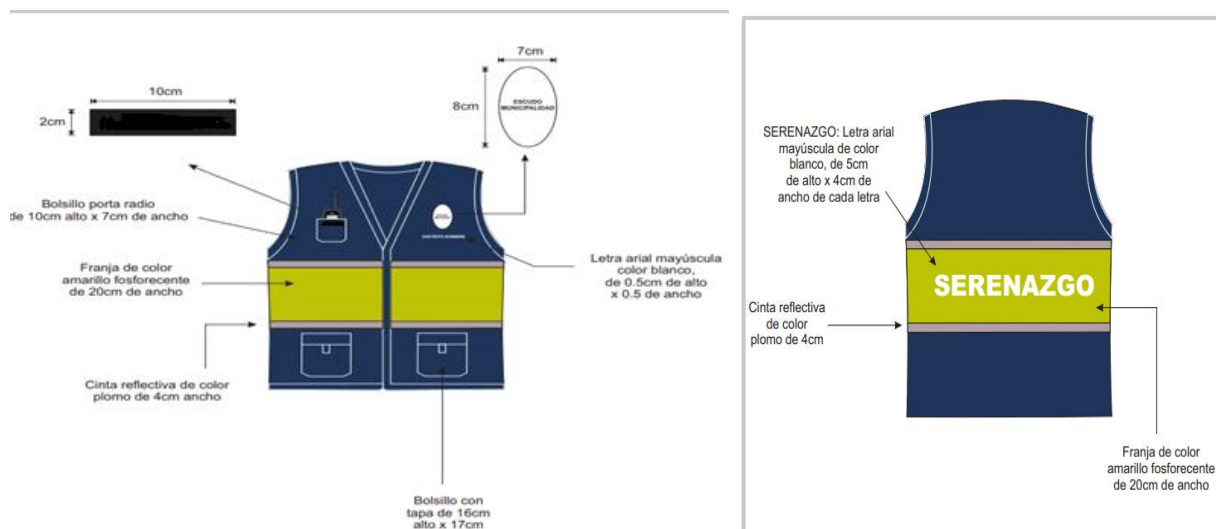 10cm
2cm
7cm
8cm
ESCUDO
MUNICIPALIDAD
Bolsillo porta radio
de 10cm alto x 7cm de ancho
Franja de color
amarillo fosforecente
de 20cm de ancho
Cinta reflectiva de color
plomo de 4cm ancho
Letra arial mayúscula
color blanco,
de 0.5cm de alto
x 0.5 de ancho
Bolsillo con
tapa de 16cm
alto x 17cm
SERENAZGO: Letra arial
mayúscula de color
blanco, de 5cm
de alto x 4cm de
ancho de cada letra
SERENAZGO
Cinta reflectiva
de color
plomo de 4cm
Franja de color
amarillo fosforecente
de 20cm de ancho